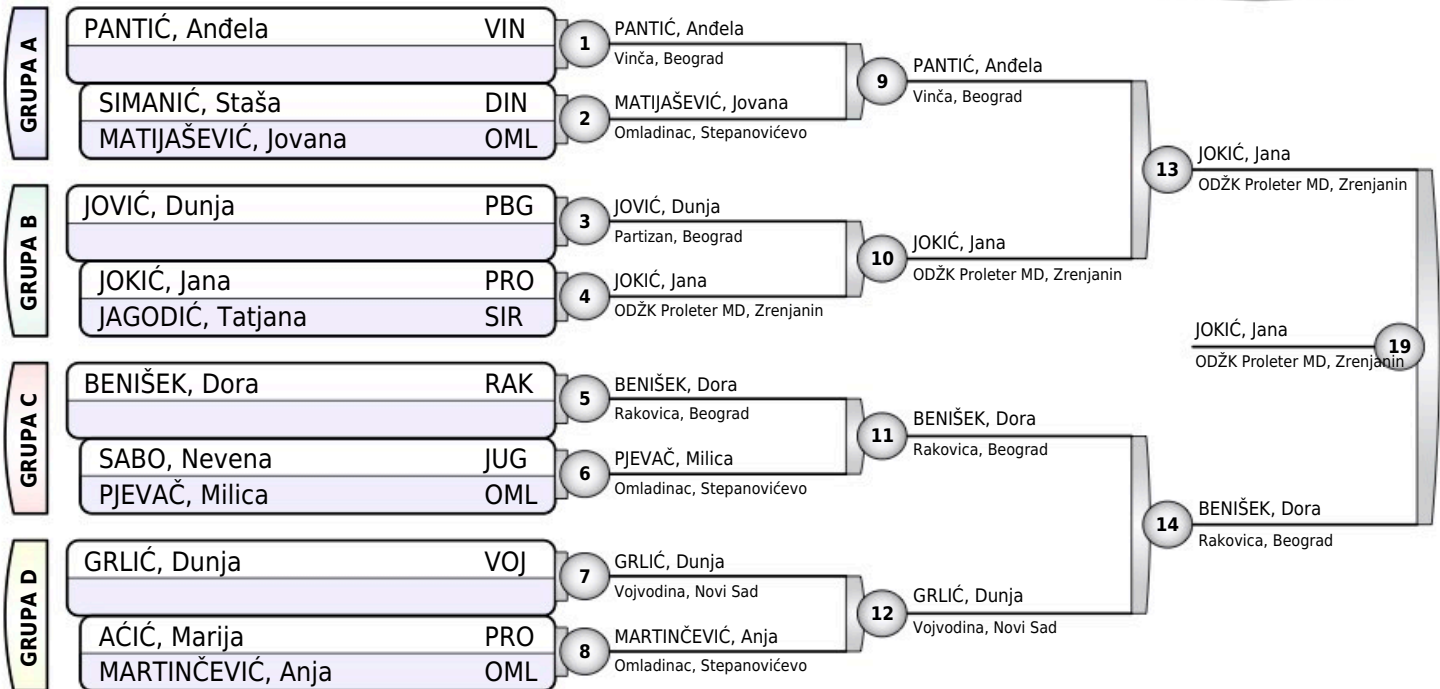 GRUPA A
PANTIĆ, Anđela VIN
SIMANIĆ, Staša DIN
MATIJAŠEVIĆ, Jovana OML
GRUPA B
JOVIĆ, Dunja PBG
JOKIĆ, Jana PRO
JAGODIĆ, Tatjana SIR
GRUPA C
BENIŠEK, Dora RAK
SABO, Nevena JUG
PJEVAČ, Milica OML
GRUPA D
GRLIĆ, Dunja VOJ
AĆIĆ, Marija PRO
MARTINČEVIĆ, Anja OML
1
PANTIĆ, Anđela
Vinča, Beograd
2
MATIJAŠEVIĆ, Jovana
Omladinac, Stepanovićevo
3
JOVIĆ, Dunja
Partizan, Beograd
4
JOKIĆ, Jana
ODŽK Proleter MD, Zrenjanin
5
BENIŠEK, Dora
Rakovica, Beograd
6
PJEVAČ, Milica
Omladinac, Stepanovićevo
7
GRLIĆ, Dunja
Vojvodina, Novi Sad
8
MARTINČEVIĆ, Anja
Omladinac, Stepanovićevo
9
PANTIĆ, Anđela
Vinča, Beograd
10
JOKIĆ, Jana
ODŽK Proleter MD, Zrenjanin
11
BENIŠEK, Dora
Rakovica, Beograd
12
GRLIĆ, Dunja
Vojvodina, Novi Sad
13
JOKIĆ, Jana
ODŽK Proleter MD, Zrenjanin
14
BENIŠEK, Dora
Rakovica, Beograd
JOKIĆ, Jana
ODŽK Proleter MD, Zrenjanin
19